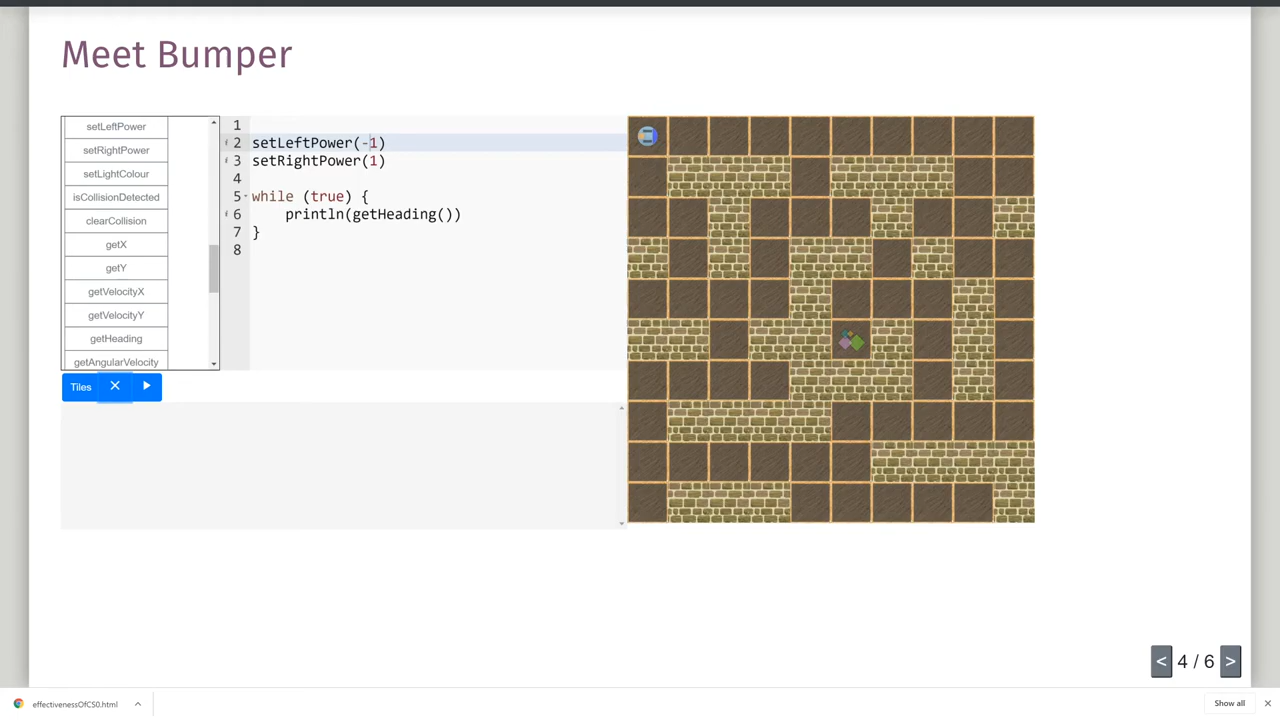 Meet Bumper
setLeftPower
setRightPower
setLightColour
isCollisionDetected
clearCollision
getX
getY
getVelocityX
getVelocityY
getHeading
getAngularVelocity
1
2 setLeftPower(-1)
3 setRightPower(1)
4
5 while (true) {
6 println(getHeading())
7 }
8
Tiles
< 4 / 6 >
effectivenessOfCS0.html
Show all